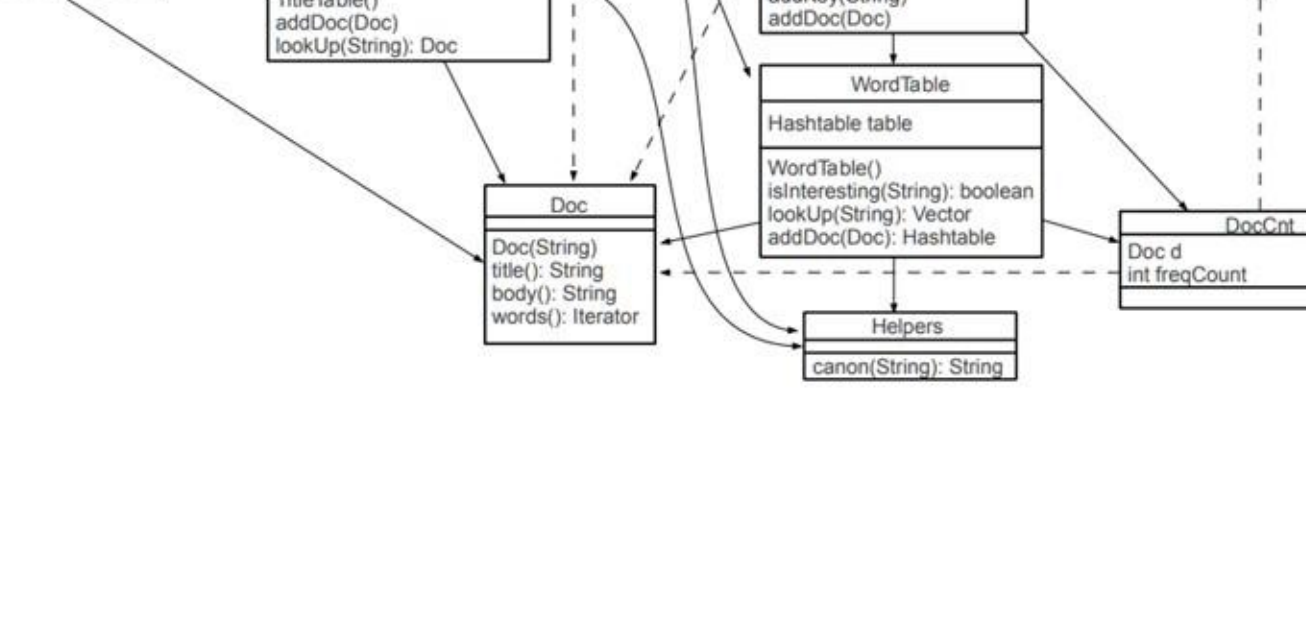 TitleTable()
addDoc(Doc)
lookUp(String): Doc
addKey(String)
addDoc(Doc)
WordTable
Hashtable table
WordTable()
isInteresting(String): boolean
lookUp(String): Vector
addDoc(Doc): Hashtable
Doc
Doc(String)
title(): String
body(): String
words(): Iterator
DocCnt
Doc d
int freqCount
Helpers
canon(String): String